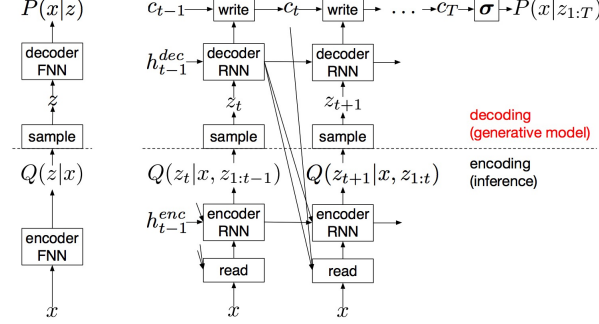 P(x|z)
decoder
FNN
z
sample
Q(z|x)
encoder
FNN
x
c_{t-1} write c_t write ... c_T σ P(x|z_{1:T})
h_{t-1}^{dec} decoder RNN decoder RNN
z_t z_{t+1}
sample sample
decoding
(generative model)
Q(z_t|x, z_{1:t-1}) Q(z_{t+1}|x, z_{1:t})
encoding
(inference)
h_{t-1}^{enc} encoder RNN encoder RNN
read read
x x